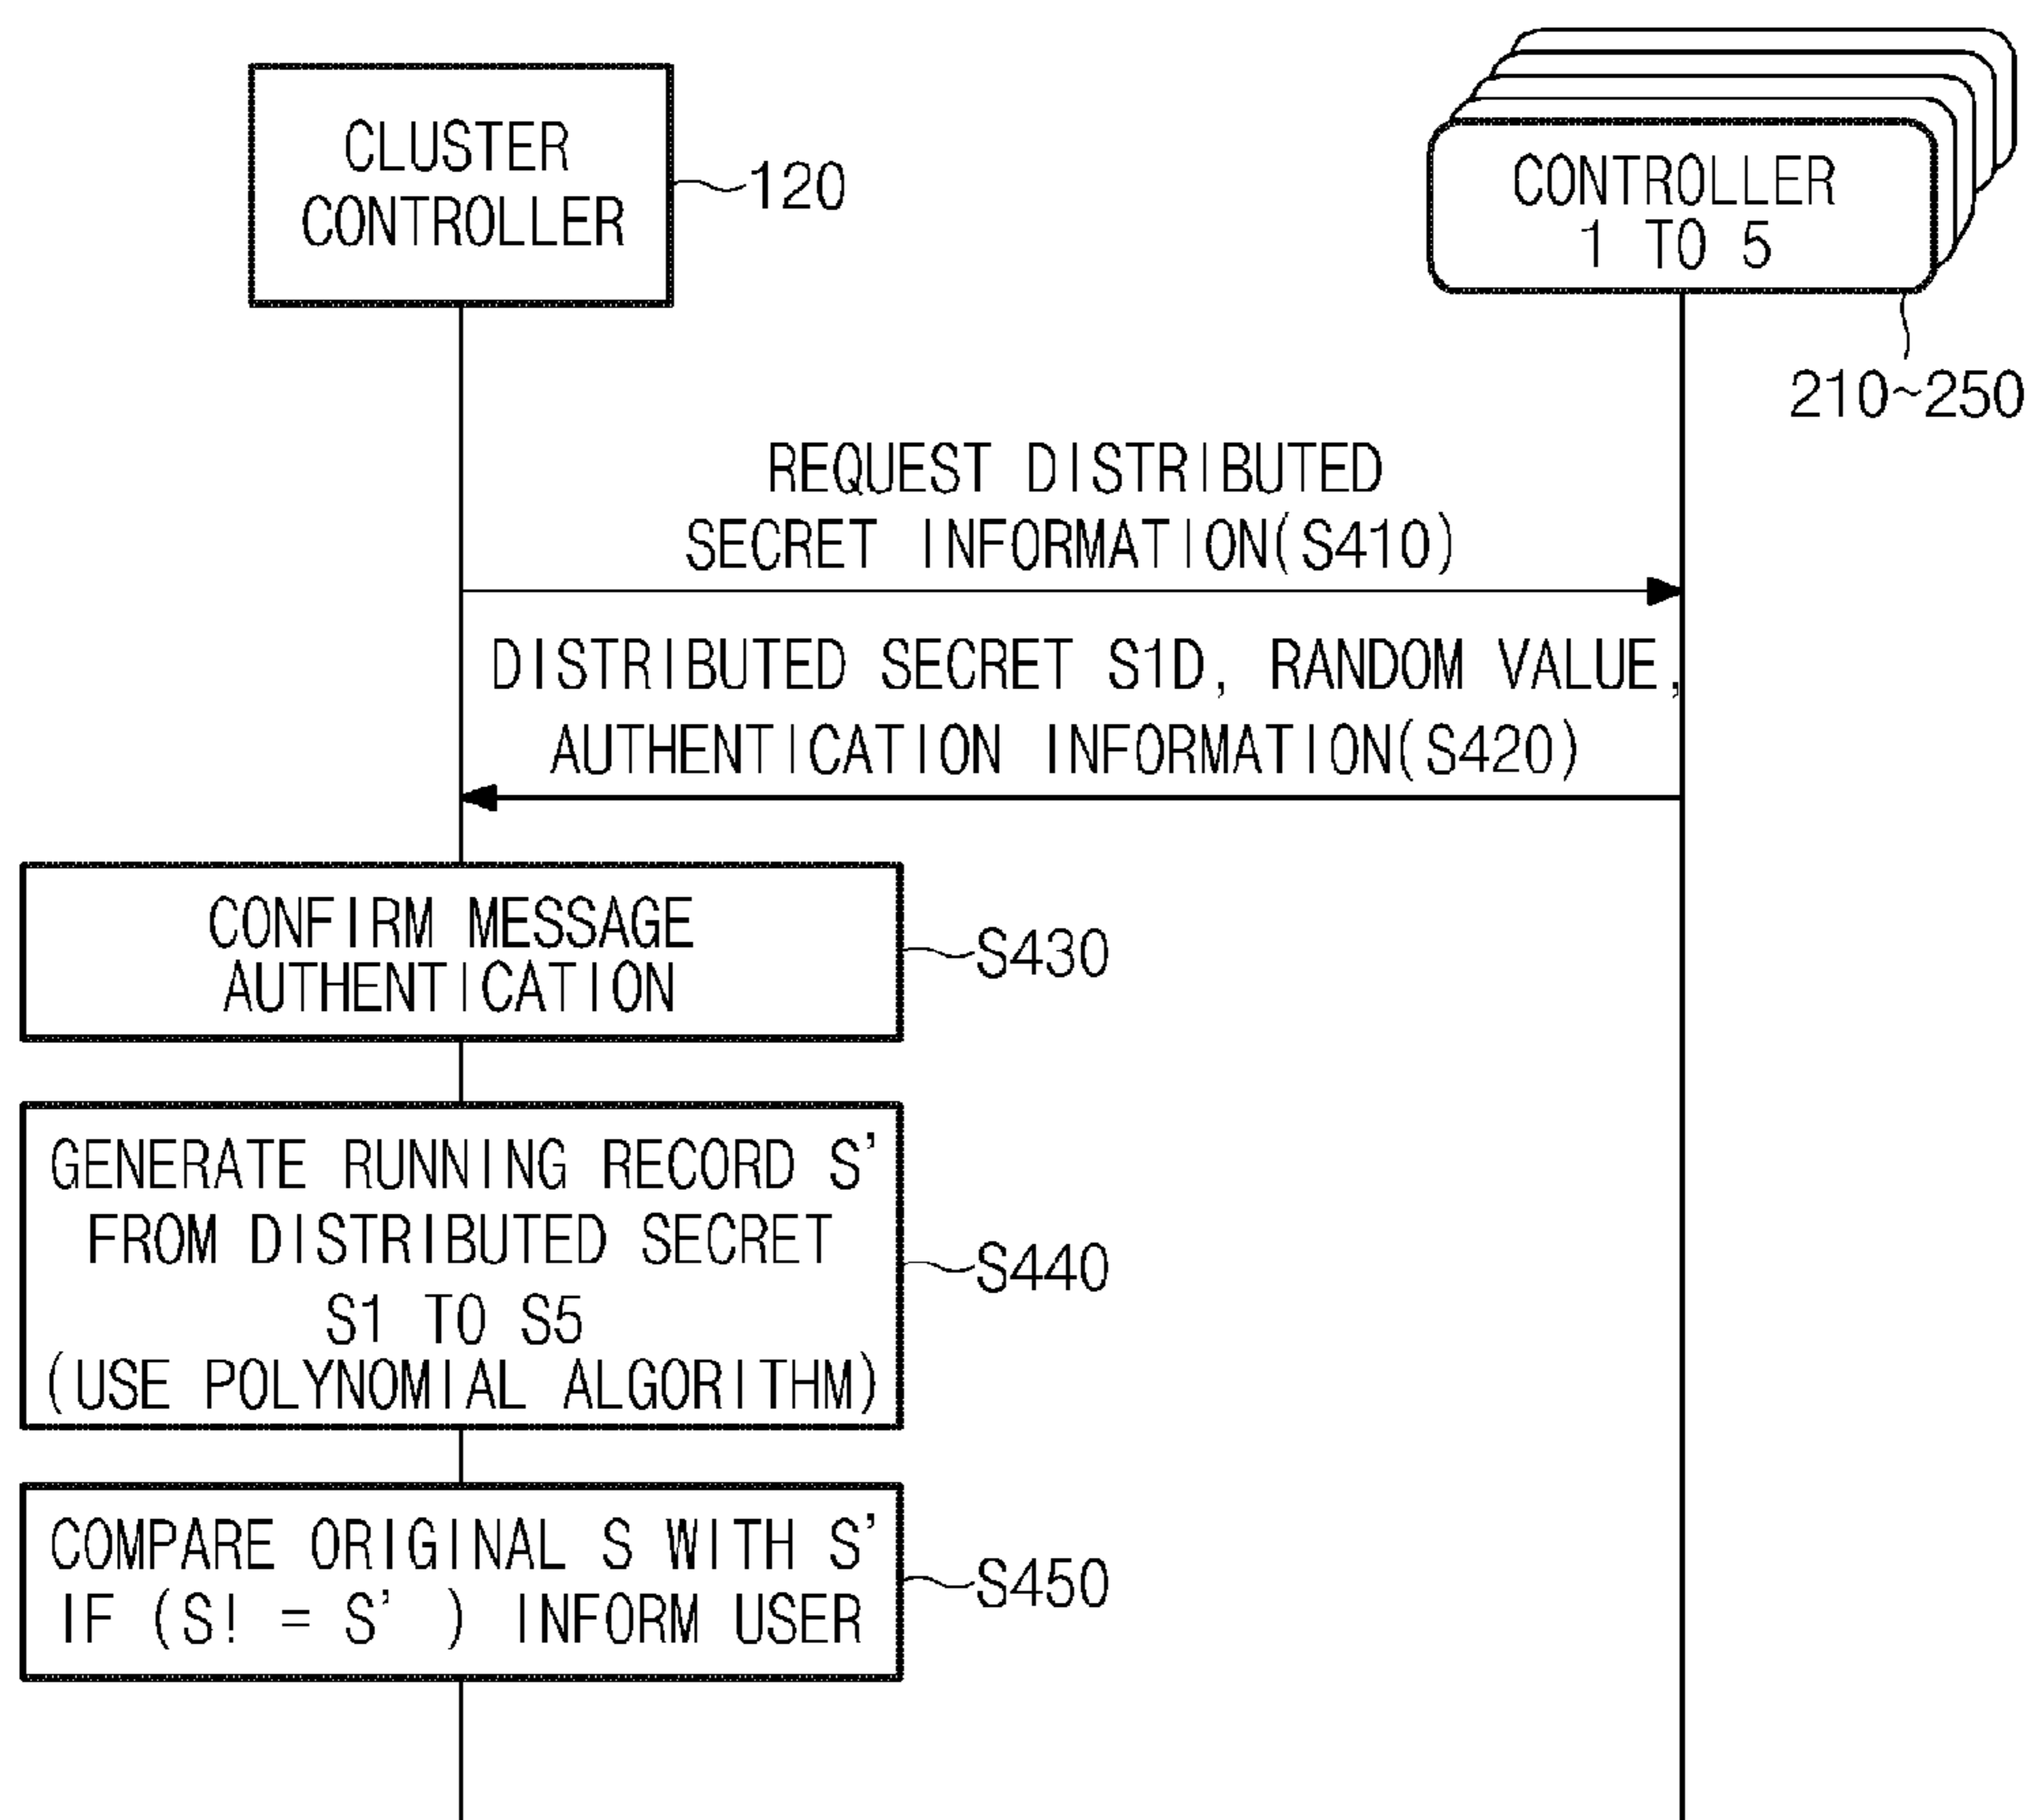 CLUSTER
CONTROLLER
120
CONTROLLER
1 TO 5
210~250
REQUEST DISTRIBUTED
SECRET INFORMATION(S410)
DISTRIBUTED SECRET S1D, RANDOM VALUE,
AUTHENTICATION INFORMATION(S420)
CONFIRM MESSAGE
AUTHENTICATION
S430
GENERATE RUNNING RECORD S'
FROM DISTRIBUTED SECRET
S1 TO S5
(USE POLYNOMIAL ALGORITHM)
S440
COMPARE ORIGINAL S WITH S'
IF (S! = S' ) INFORM USER
S450